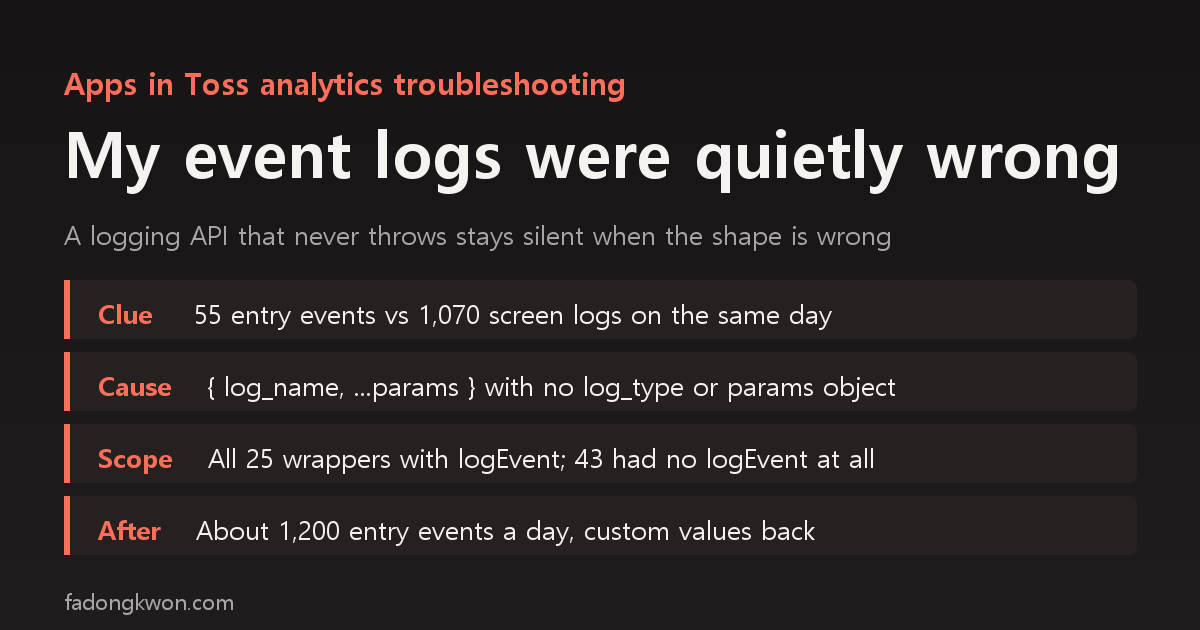 Apps in Toss analytics troubleshooting
My event logs were quietly wrong
A logging API that never throws stays silent when the shape is wrong
Clue 55 entry events vs 1,070 screen logs on the same day
Cause { log_name, ...params } with no log_type or params object
Scope All 25 wrappers with logEvent; 43 had no logEvent at all
After About 1,200 entry events a day, custom values back
fadongkwon.com